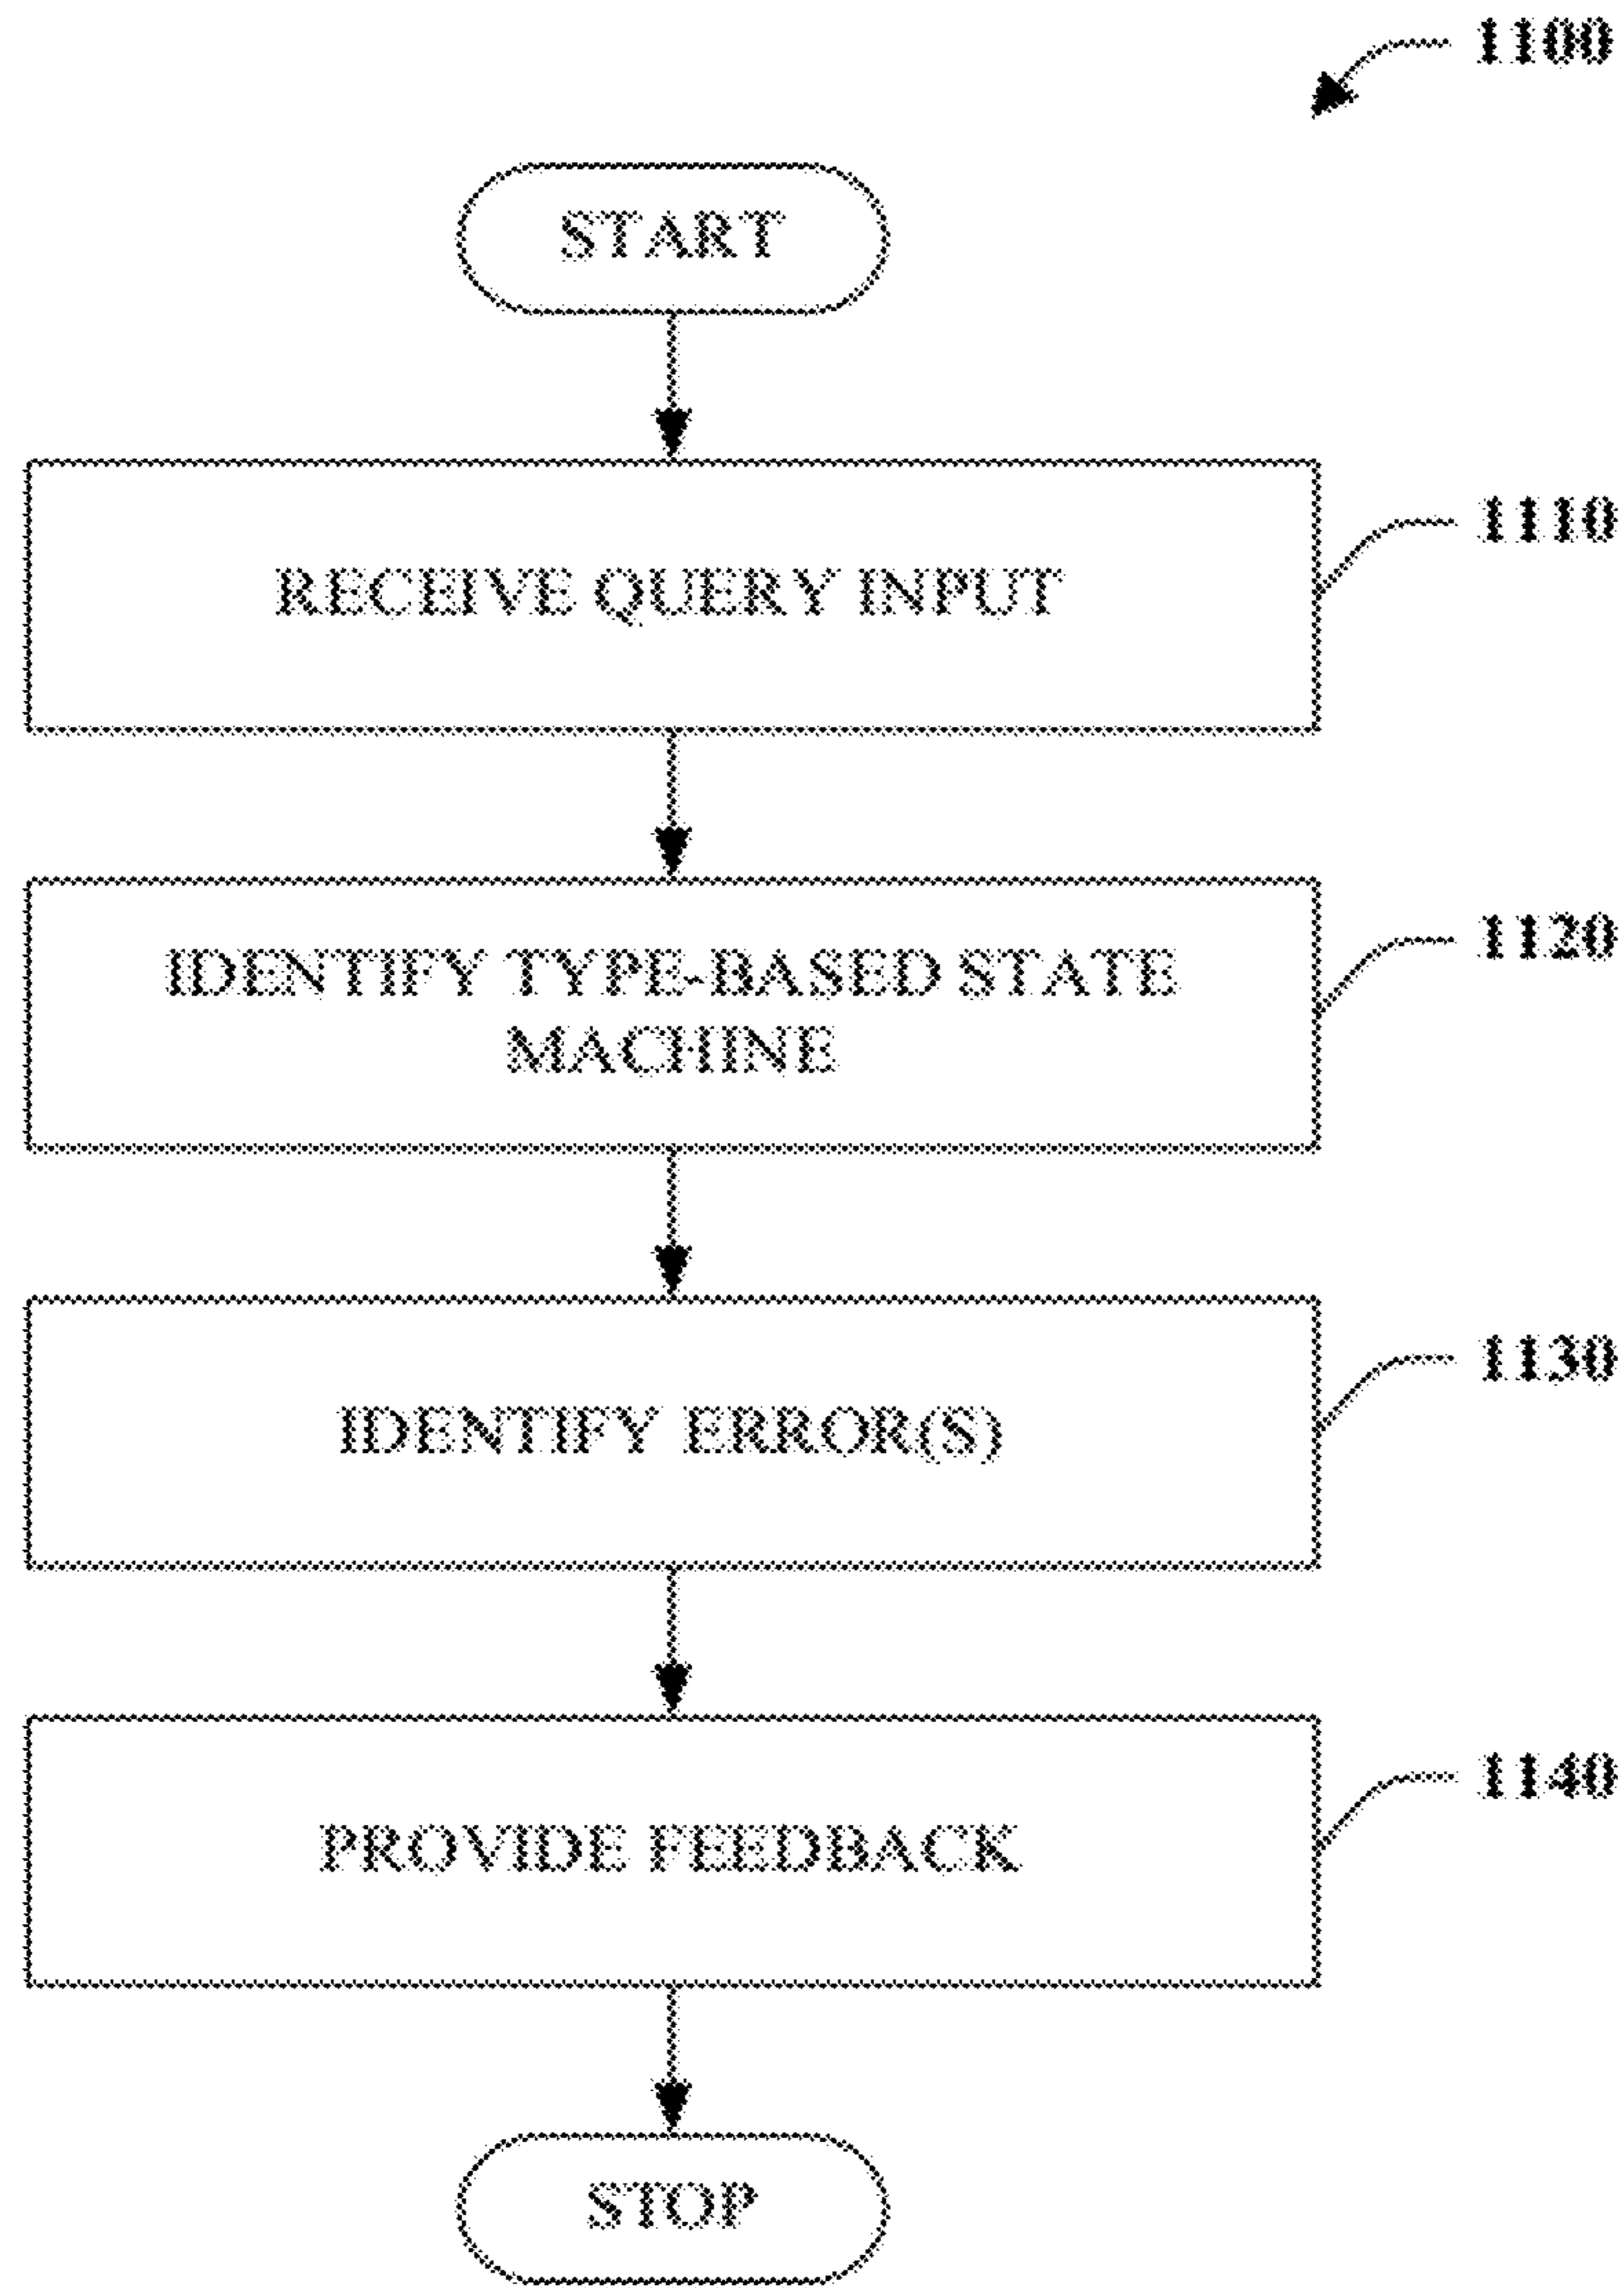 1100
START
RECEIVE QUERY INPUT
1110
IDENTIFY TYPE-BASED STATE
MACHINE
1120
IDENTIFY ERROR(S)
1130
PROVIDE FEEDBACK
1140
STOP